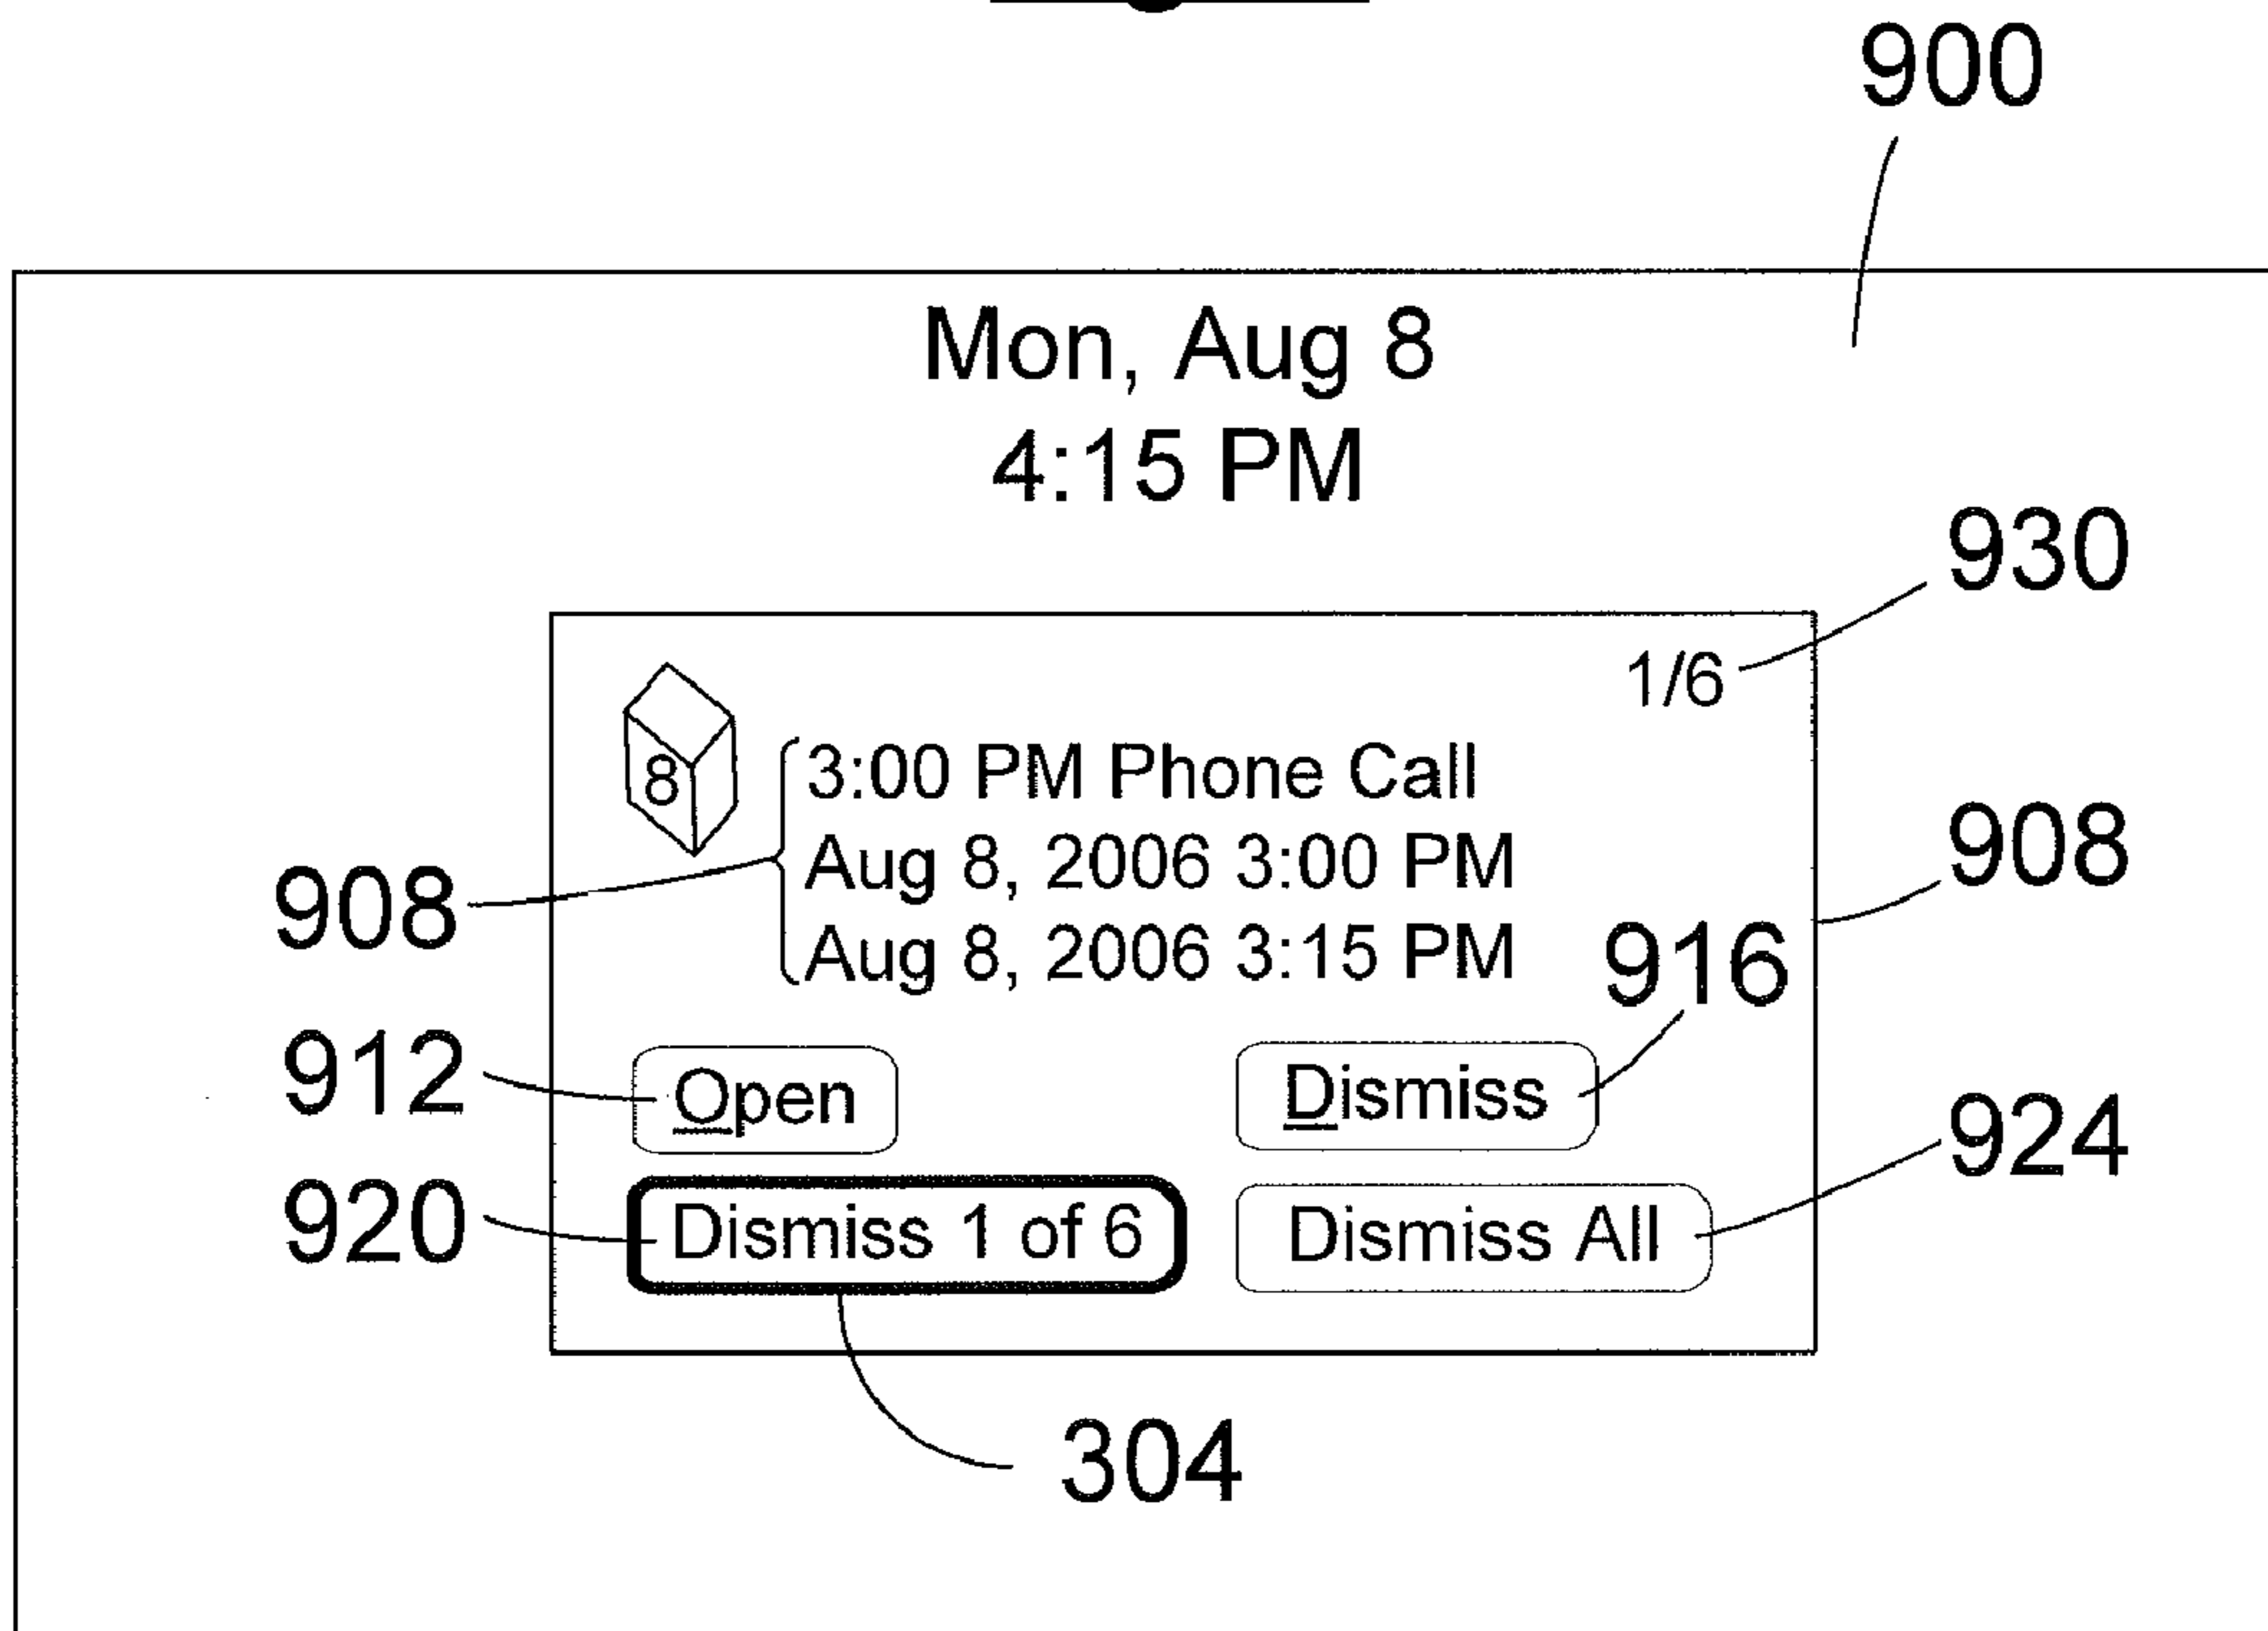 900
Mon, Aug 8
4:15 PM
930
1/6
8
3:00 PM Phone Call
Aug 8, 2006 3:00 PM
Aug 8, 2006 3:15 PM
908
908
916
912
Open
Dismiss
924
920
Dismiss 1 of 6
Dismiss All
304